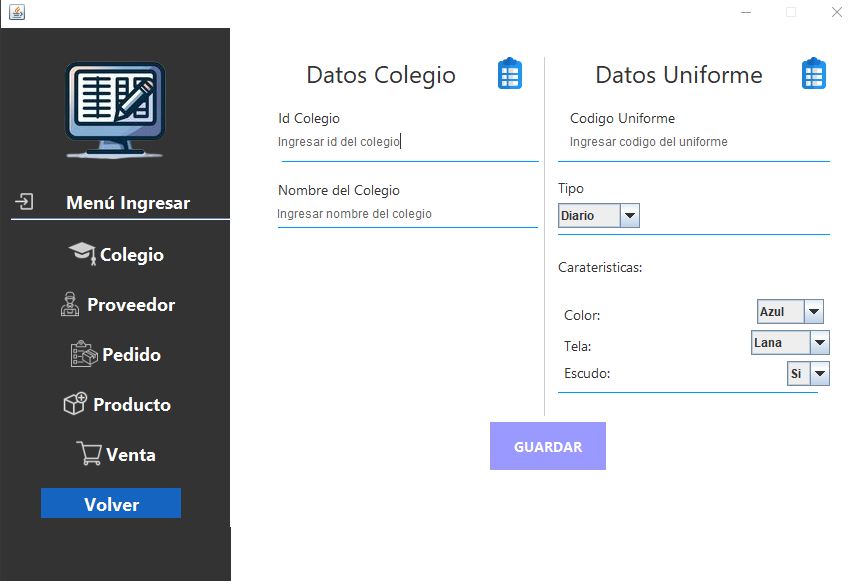 Menú Ingresar
Colegio
Proveedor
Pedido
Producto
Venta
Volver
Datos Colegio
Id Colegio
Ingresar id del colegio
Nombre del Colegio
Ingresar nombre del colegio
Datos Uniforme
Codigo Uniforme
Ingresar codigo del uniforme
Tipo
Diario
Carateristicas:
Color: Azul
Tela: Lana
Escudo: Si
GUARDAR